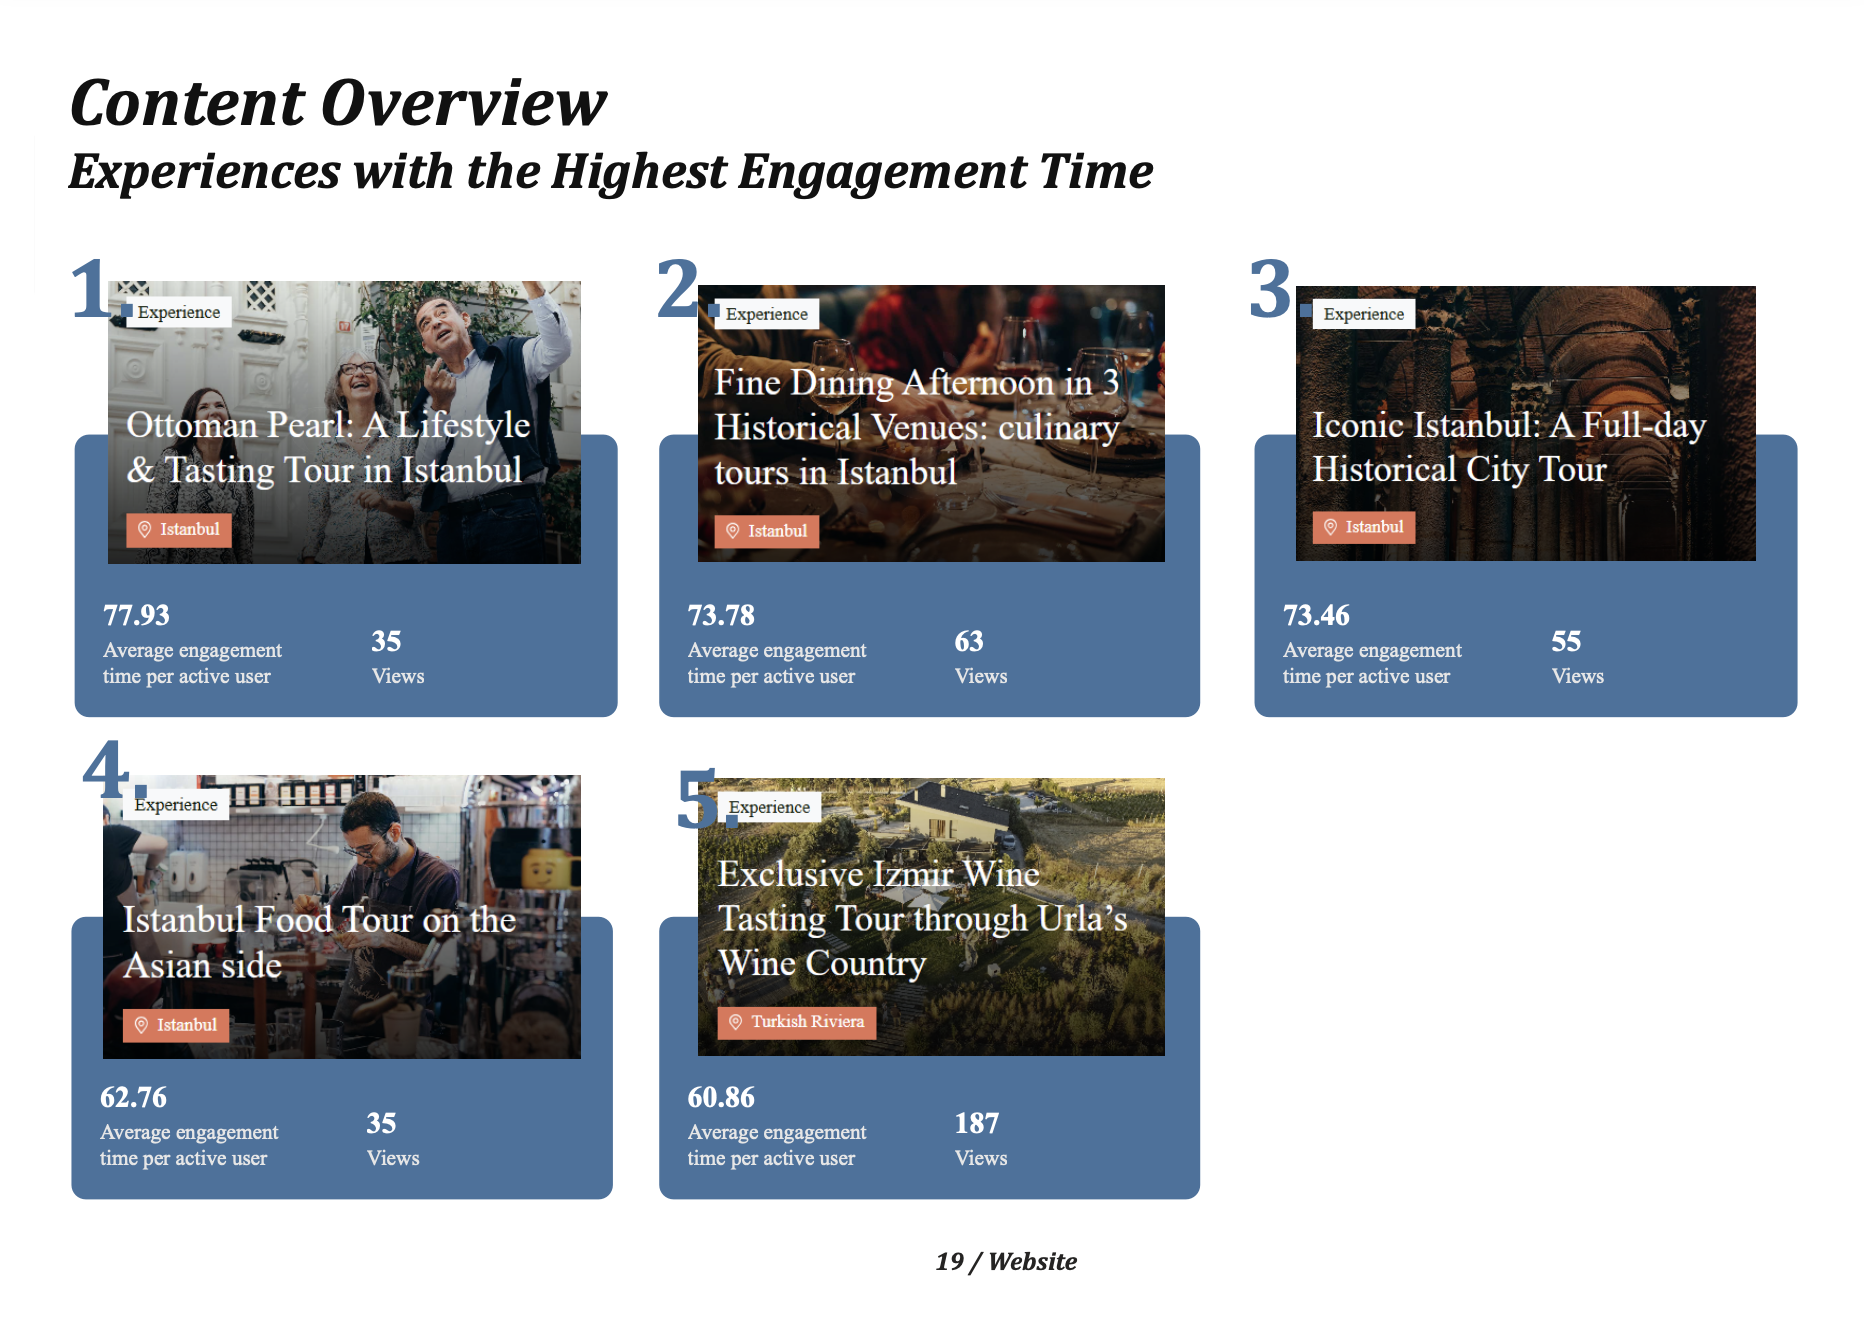 Content Overview
Experiences with the Highest Engagement Time
1.
Experience
Ottoman Pearl: A Lifestyle
& Tasting Tour in Istanbul
Istanbul
77.93
Average engagement
time per active user
35
Views
2.
Experience
Fine Dining Afternoon in 3
Historical Venues: culinary
tours in Istanbul
Istanbul
73.78
Average engagement
time per active user
63
Views
3.
Experience
Iconic Istanbul: A Full-day
Historical City Tour
Istanbul
73.46
Average engagement
time per active user
55
Views
4.
Experience
Istanbul Food Tour on the
Asian side
Istanbul
62.76
Average engagement
time per active user
35
Views
5.
Experience
Exclusive Izmir Wine
Tasting Tour through Urla’s
Wine Country
Turkish Riviera
60.86
Average engagement
time per active user
187
Views
19 / Website